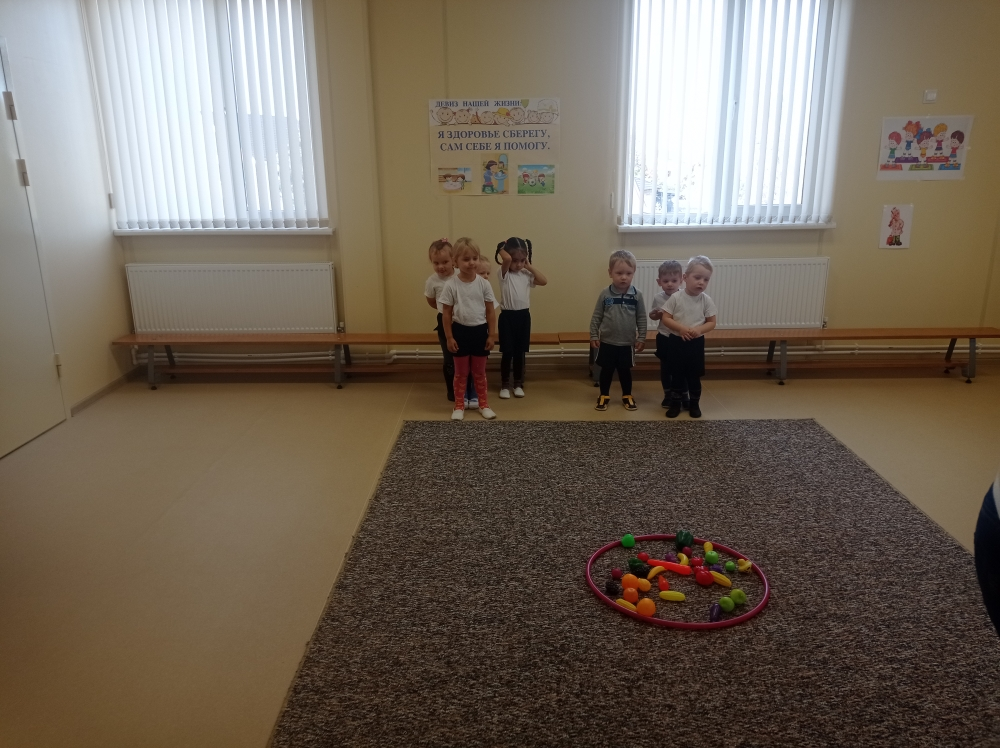 ДЕВИЗ НАШЕЙ ЖИЗНИ
Я ЗДОРОВЬЕ СБЕРЕГУ,
САМ СЕБЕ Я ПОМОГУ.